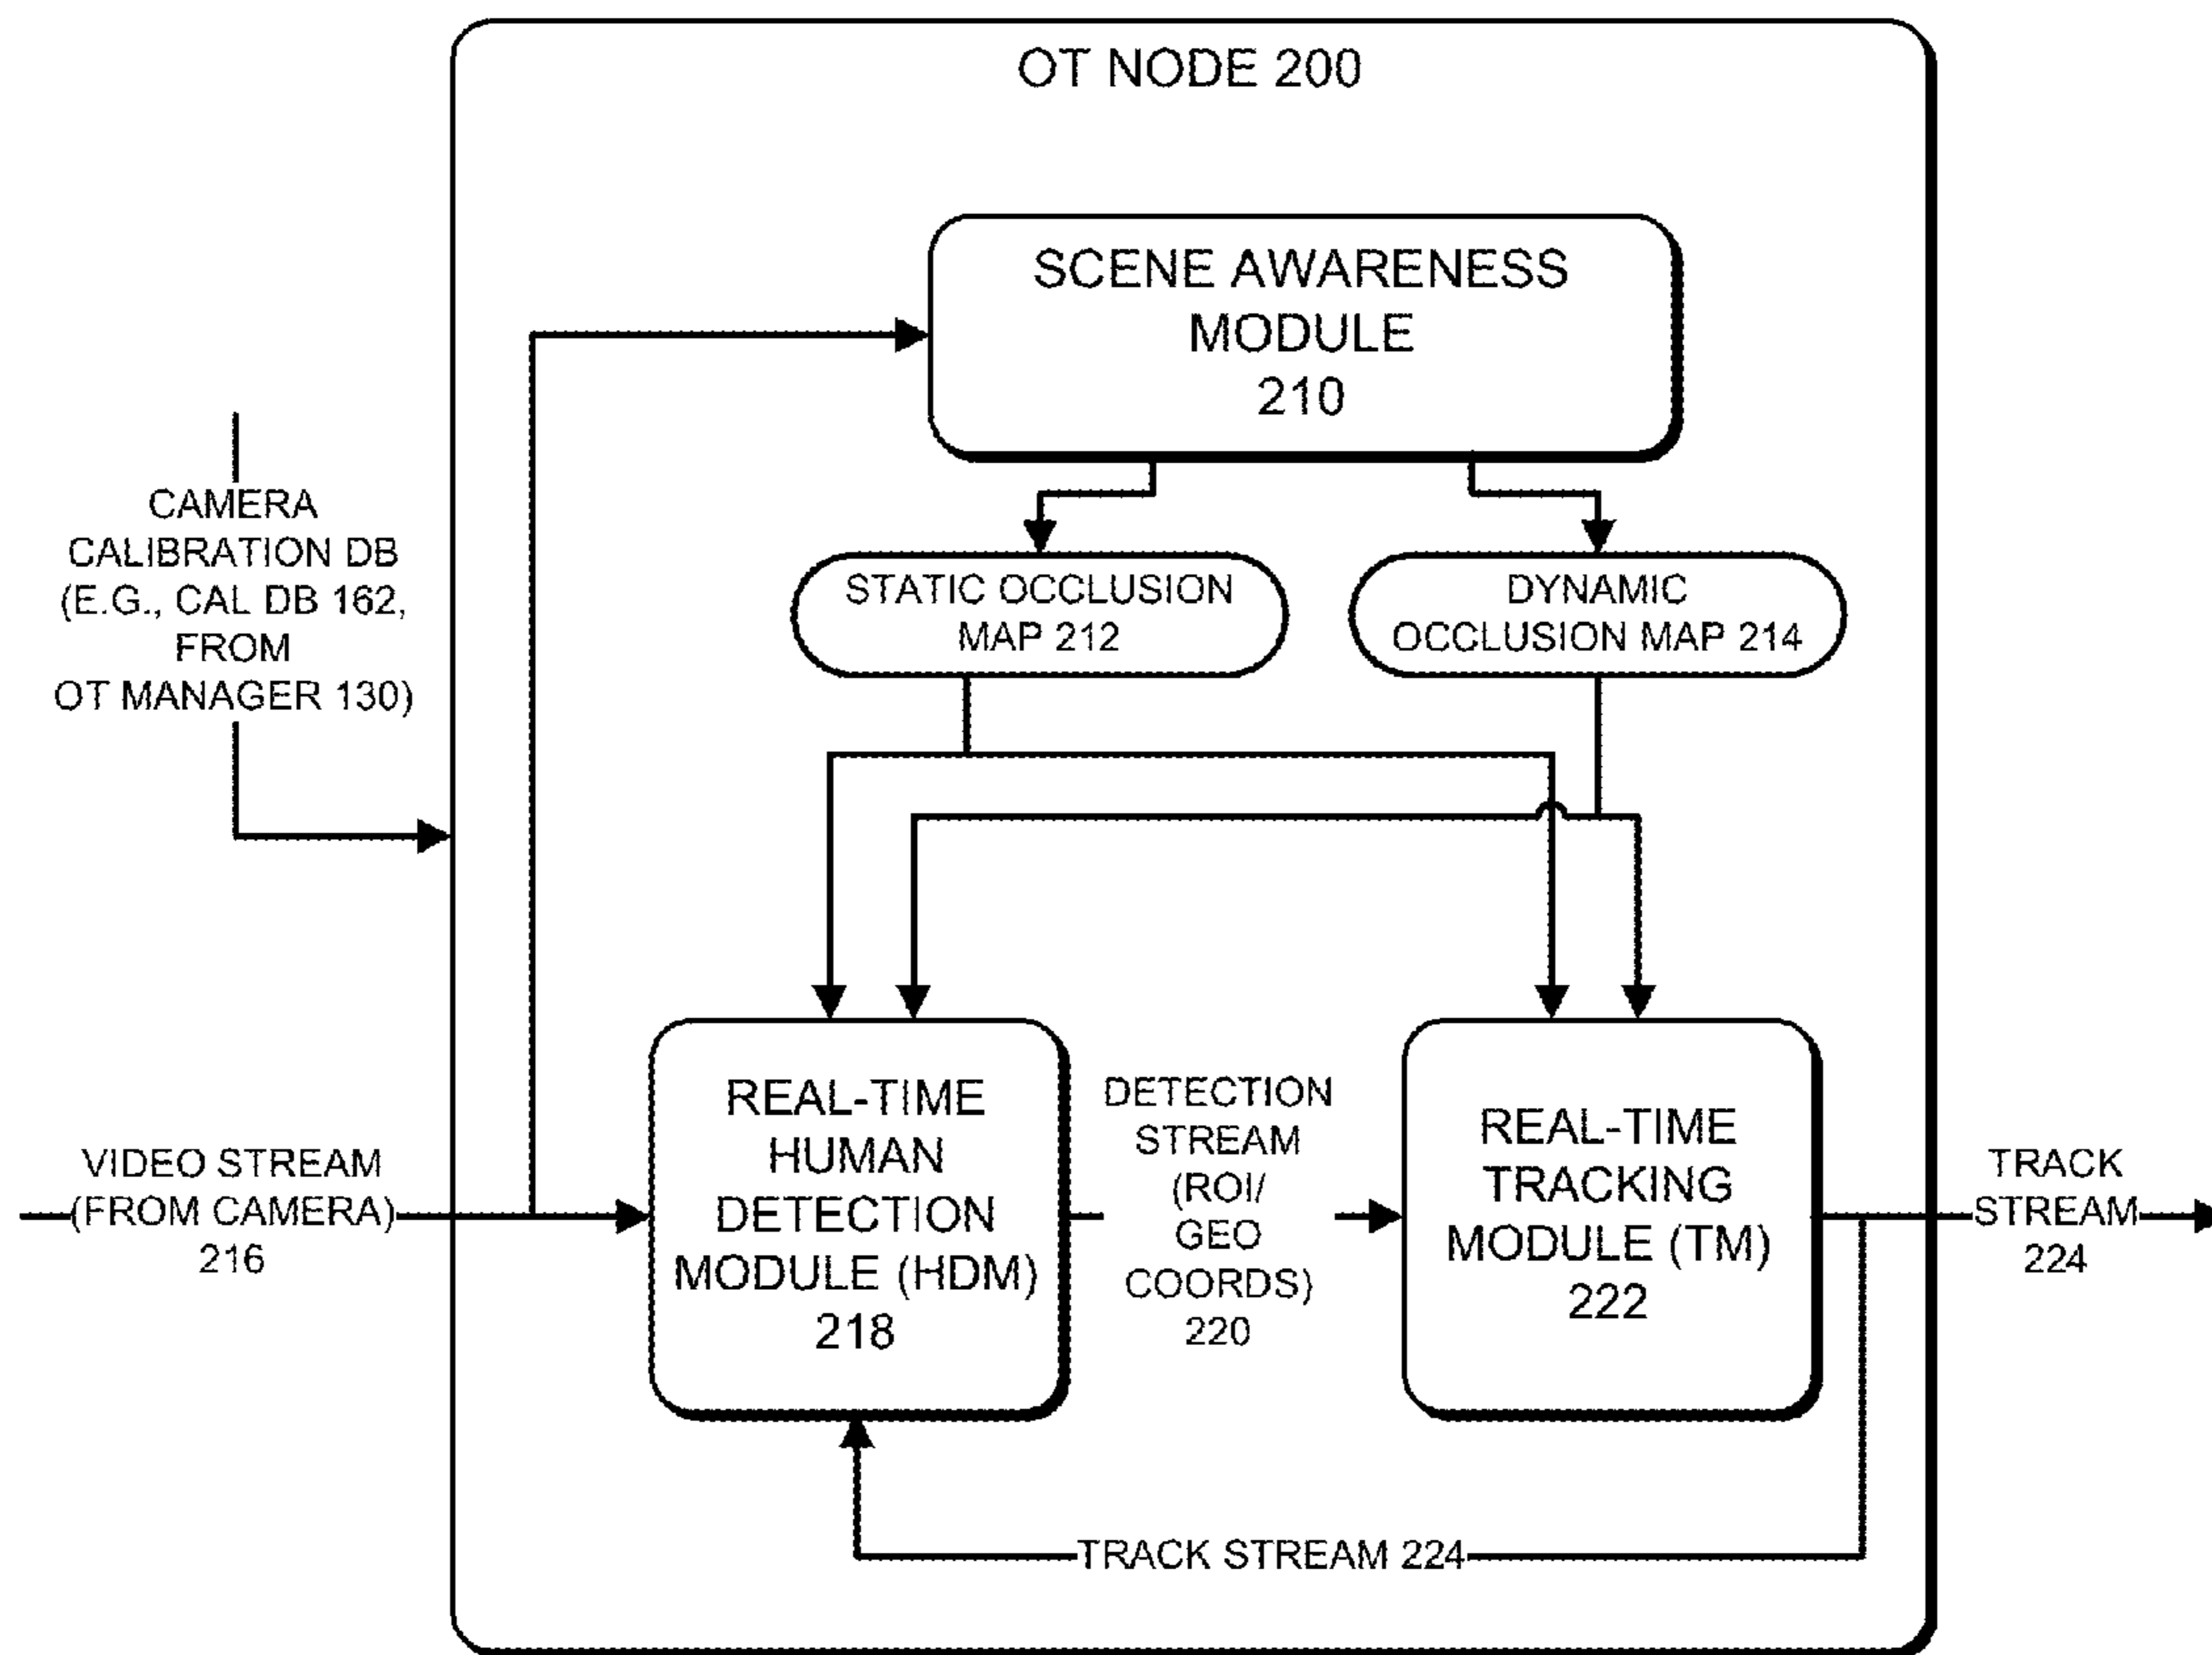 OT NODE 200
SCENE AWARENESS
MODULE
210
CAMERA
CALIBRATION DB
(E.G., CAL DB 162,
FROM
OT MANAGER 130)
STATIC OCCLUSION
MAP 212
DYNAMIC
OCCLUSION MAP 214
VIDEO STREAM
(FROM CAMERA)
216
REAL-TIME
HUMAN
DETECTION
MODULE (HDM)
218
DETECTION
STREAM
(ROI/
GEO
COORDS)
220
REAL-TIME
TRACKING
MODULE (TM)
222
TRACK
STREAM
224
TRACK STREAM 224